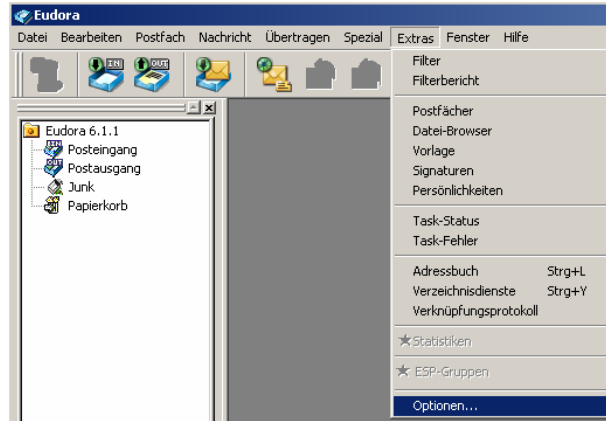 Eudora
Datei Bearbeiten Postfach Nachricht Übertragen Spezial Extras Fenster Hilfe
IN OUT
Eudora 6.1.1
Posteingang
Postausgang
Junk
Papierkorb
Filter
Filterbericht
Postfächer
Datei-Browser
Vorlage
Signaturen
Persönlichkeiten
Task-Status
Task-Fehler
Adressbuch Strg+L
Verzeichnisdienste Strg+Y
Verknüpfungsprotokoll
Statistiken
ESP-Gruppen
Optionen...